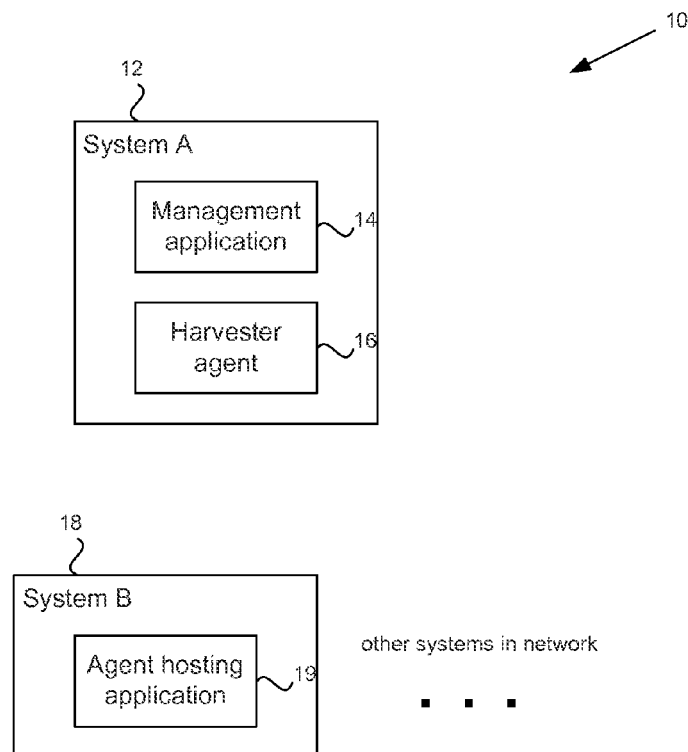 10
12
System A
Management
application
14
Harvester
agent
16
18
System B
Agent hosting
application
19
other systems in network